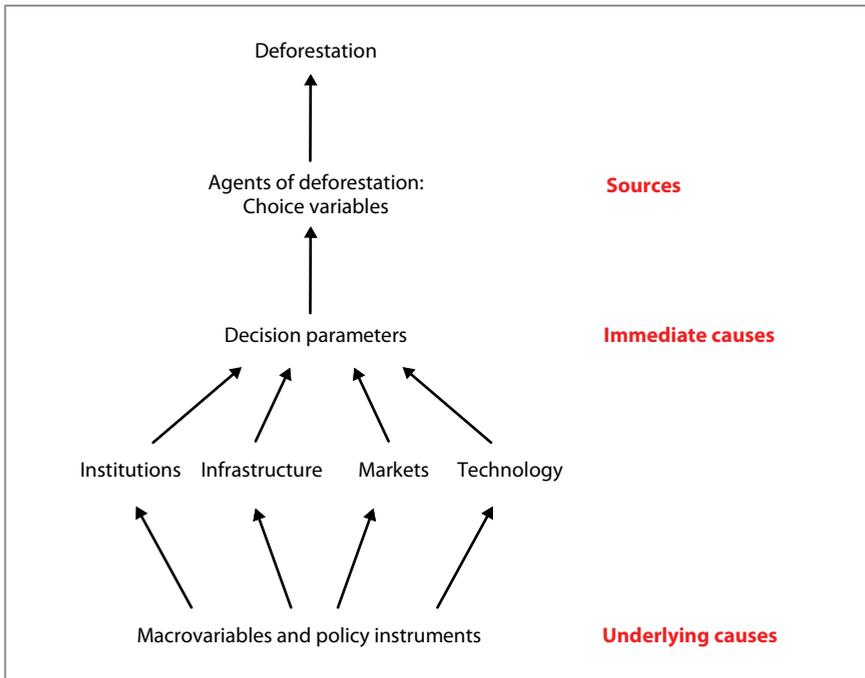 Deforestation
Agents of deforestation:
Choice variables
Sources
Decision parameters
Immediate causes
Institutions
Infrastructure
Markets
Technology
Macrovariables and policy instruments
Underlying causes